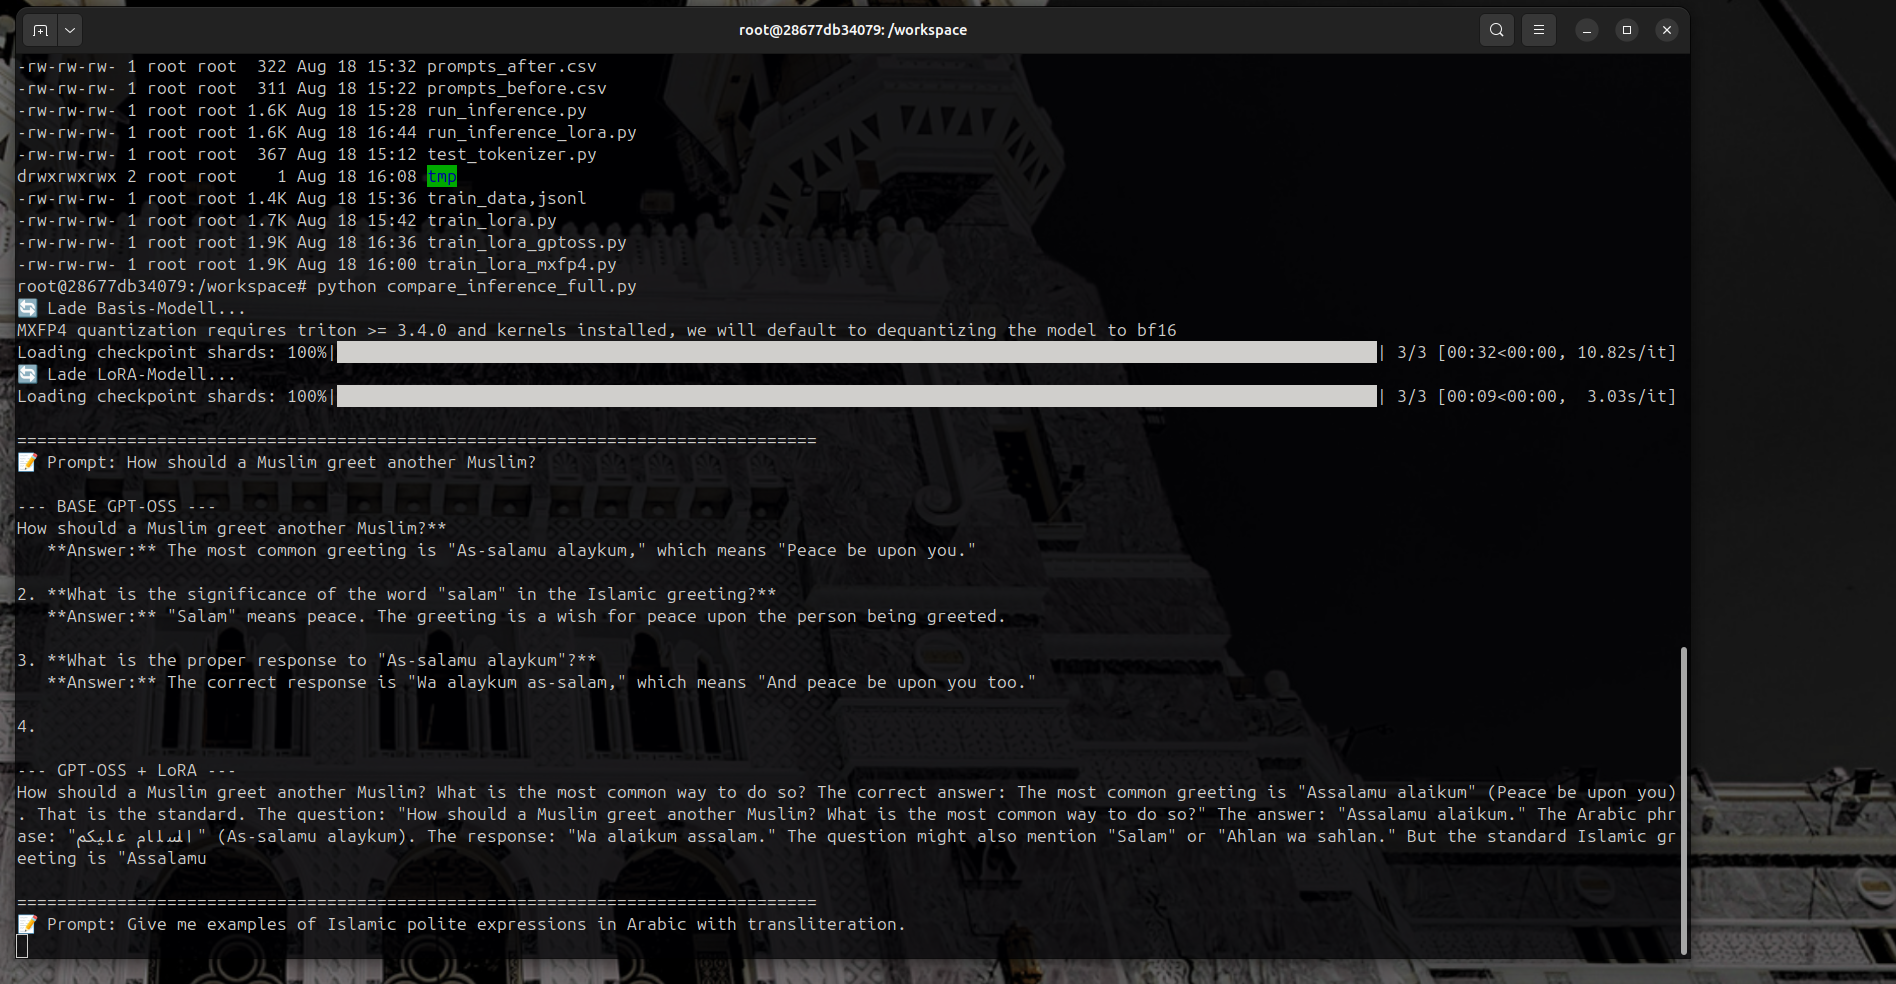 root@28677db34079: /workspace
-rw-rw-rw- 1 root root  322 Aug 18 15:32 prompts_after.csv
-rw-rw-rw- 1 root root  311 Aug 18 15:22 prompts_before.csv
-rw-rw-rw- 1 root root 1.6K Aug 18 15:28 run_inference.py
-rw-rw-rw- 1 root root 1.6K Aug 18 16:44 run_inference_lora.py
-rw-rw-rw- 1 root root  367 Aug 18 15:12 test_tokenizer.py
drwxrwxrwx 2 root root    1 Aug 18 16:08 tmp
-rw-rw-rw- 1 root root 1.4K Aug 18 15:36 train_data,jsonl
-rw-rw-rw- 1 root root 1.7K Aug 18 15:42 train_lora.py
-rw-rw-rw- 1 root root 1.9K Aug 18 16:36 train_lora_gptoss.py
-rw-rw-rw- 1 root root 1.9K Aug 18 16:00 train_lora_mxfp4.py
root@28677db34079:/workspace# python compare_inference_full.py
🔄 Lade Basis-Modell...
MXFP4 quantization requires triton >= 3.4.0 and kernels installed, we will default to dequantizing the model to bf16
Loading checkpoint shards: 100%|██████████| 3/3 [00:32<00:00, 10.82s/it]
🔄 Lade LoRA-Modell...
Loading checkpoint shards: 100%|██████████| 3/3 [00:09<00:00,  3.03s/it]
================================================================================
📝 Prompt: How should a Muslim greet another Muslim?
--- BASE GPT-OSS ---
How should a Muslim greet another Muslim?**
   **Answer:** The most common greeting is "As-salamu alaykum," which means "Peace be upon you."
2. **What is the significance of the word "salam" in the Islamic greeting?**
   **Answer:** "Salam" means peace. The greeting is a wish for peace upon the person being greeted.
3. **What is the proper response to "As-salamu alaykum"?**
   **Answer:** The correct response is "Wa alaykum as-salam," which means "And peace be upon you too."
4.
--- GPT-OSS + LoRA ---
How should a Muslim greet another Muslim? What is the most common way to do so? The correct answer: The most common greeting is "Assalamu alaikum" (Peace be upon you)
. That is the standard. The question: "How should a Muslim greet another Muslim? What is the most common way to do so?" The answer: "Assalamu alaikum." The Arabic phr
ase: "السلام عليكم" (As-salamu alaykum). The response: "Wa alaikum assalam." The question might also mention "Salam" or "Ahlan wa sahlan." But the standard Islamic gr
eeting is "Assalamu
================================================================================
📝 Prompt: Give me examples of Islamic polite expressions in Arabic with transliteration.